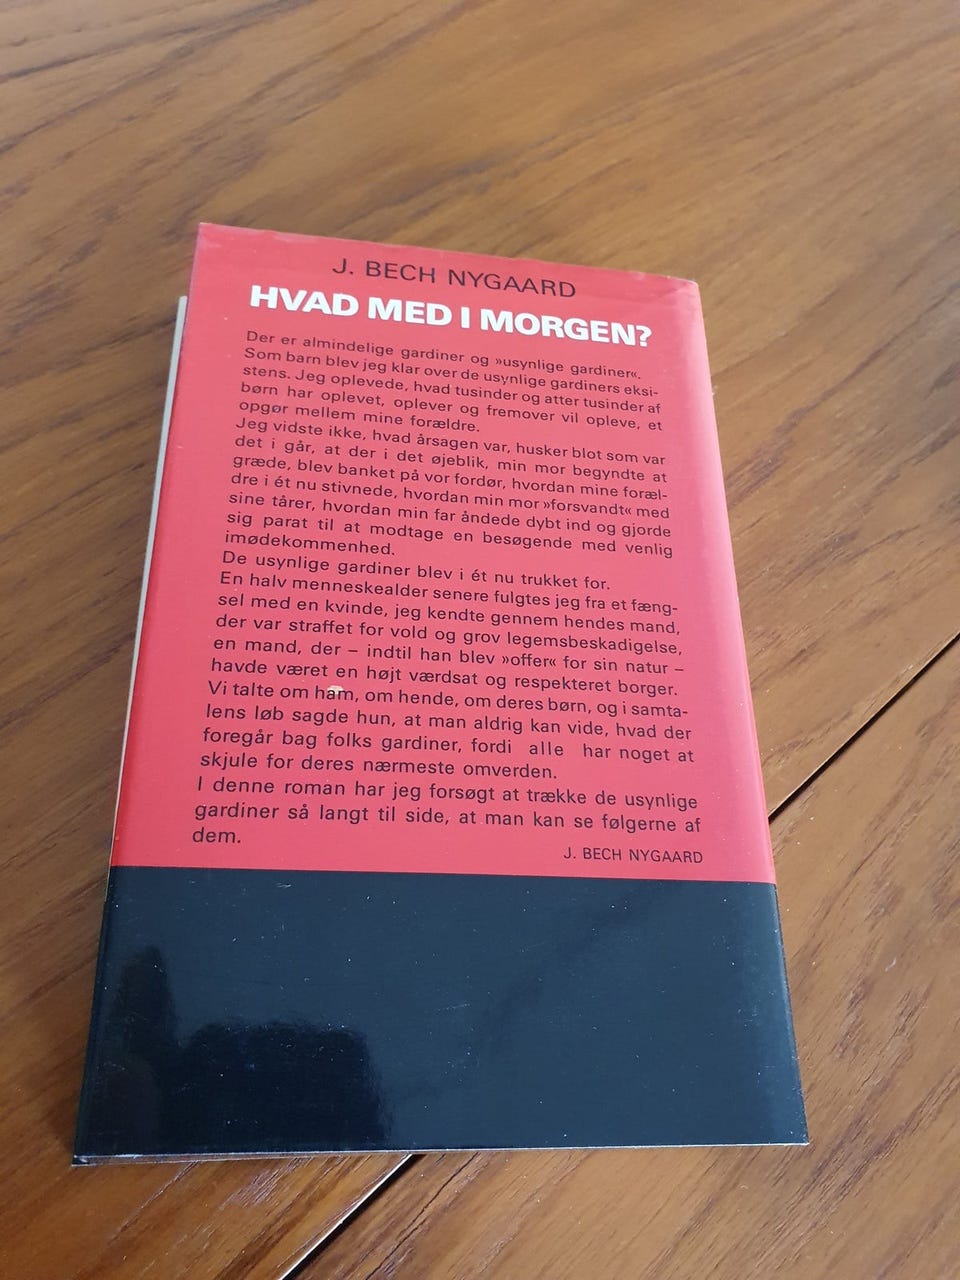 J. BECH NYGAARD
HVAD MED I MORGEN?
Der er almindelige gardiner og »usynlige gardiner«.
Som barn blev jeg klar over de usynlige gardiners eksi-
stens. Jeg oplevede, hvad tusinder og atter tusinder af
børn har oplevet, oplever og fremover vil opleve, et
opgør mellem mine forældre.
Jeg vidste ikke, hvad årsagen var, husker blot som var
det i går, at der i det øjeblik, min mor begyndte at
græde, blev banket på vor fordør, hvordan mine foræl-
dre i ét nu stivnede, hvordan min mor »forsvandt« med
sine tårer, hvordan min far åndede dybt ind og gjorde
sig parat til at modtage en besøgende med venlig
imødekommenhed.
De usynlige gardiner blev i ét nu trukket for.
En halv menneskealder senere fulgtes jeg fra et fæng-
sel med en kvinde, jeg kendte gennem hendes mand,
der var straffet for vold og grov legemsbeskadigelse,
en mand, der – indtil han blev »offer« for sin natur –
havde været en højt værdsat og respekteret borger.
Vi talte om ham, om hende, om deres børn, og i samta-
lens løb sagde hun, at man aldrig kan vide, hvad der
foregår bag folks gardiner, fordi alle har noget at
skjule for deres nærmeste omverden.
I denne roman har jeg forsøgt at trække de usynlige
gardiner så langt til side, at man kan se følgerne af
dem.
J. BECH NYGAARD